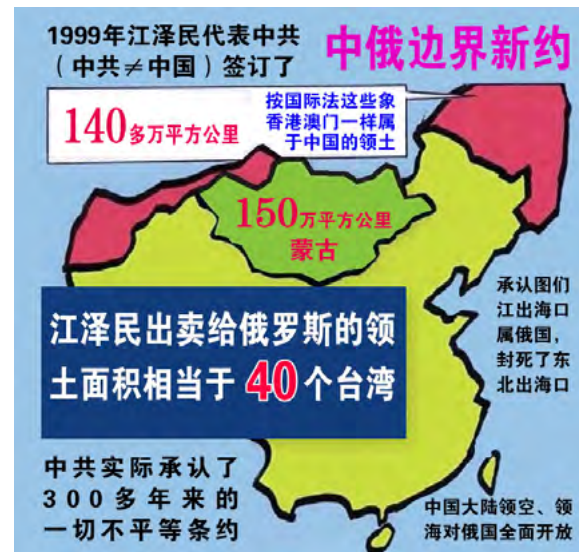 1999年江泽民代表中共
（中共≠中国）签订了
中俄边界新约
140多万平方公里
按国际法这些象
香港澳门一样属
于中国的领土
150万平方公里
蒙古
承认图们
江出海口
属俄国，
封死了东
北出海口
江泽民出卖给俄罗斯的领
土面积相当于 40 个台湾
中共实际承认了
300多年来的
一切不平等条约
中国大陆领空、领
海对俄国全面开放